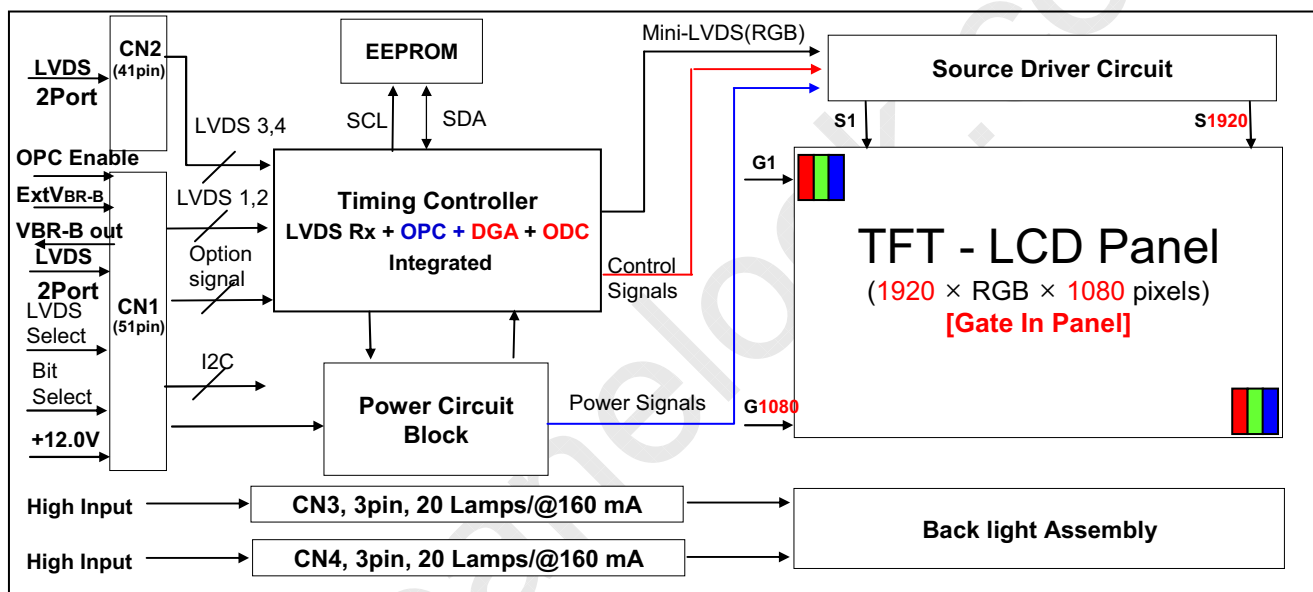 CN2
(41pin)
LVDS
2Port
OPC Enable
ExtVBR-B
VBR-B out
LVDS
2Port
LVDS
Select
Bit
Select
+12.0V
CN1
(51pin)
LVDS 3,4
LVDS 1,2
Option
signal
I2C
EEPROM
SCL
SDA
Timing Controller
LVDS Rx + OPC + DGA + ODC
Integrated
Power Circuit
Block
Mini-LVDS(RGB)
Control
Signals
Power Signals
Source Driver Circuit
S1
S1920
G1
G1080
TFT - LCD Panel
(1920 × RGB × 1080 pixels)
[Gate In Panel]
High Input
CN3, 3pin, 20 Lamps/@160 mA
High Input
CN4, 3pin, 20 Lamps/@160 mA
Back light Assembly